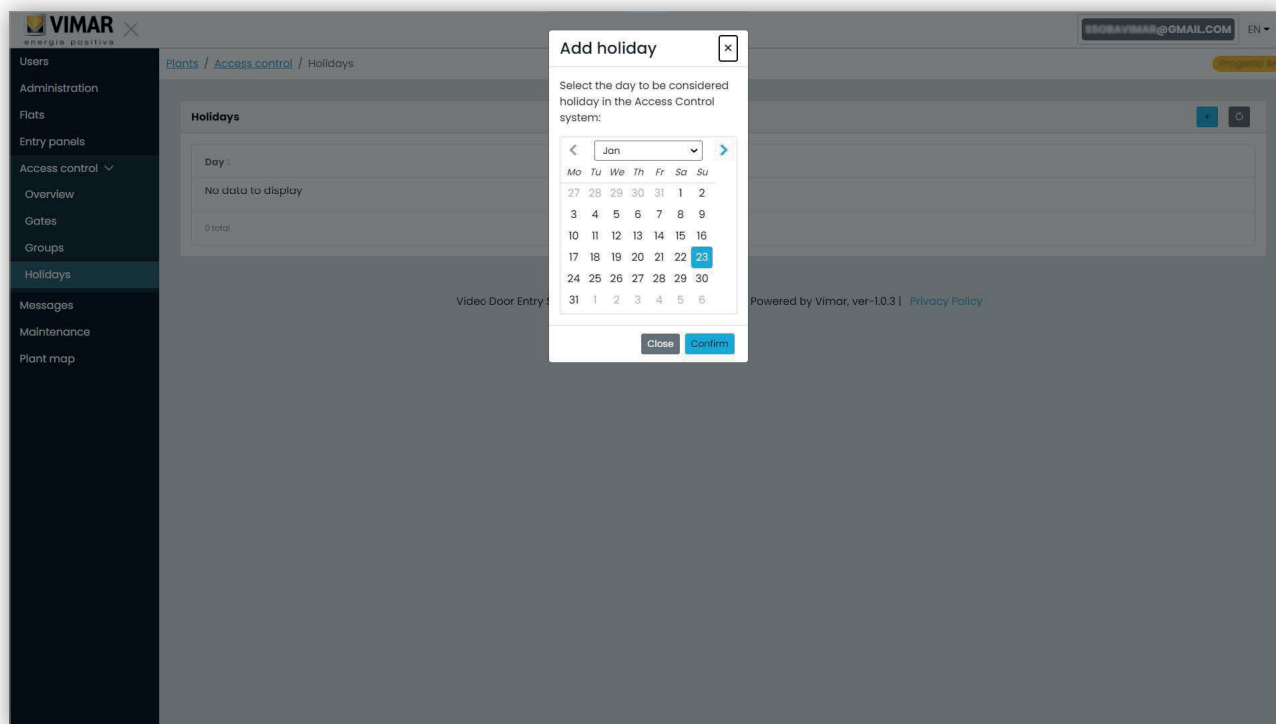 VIMAR
energia positiva
@GMAIL.COM
EN
Users
Administration
Flats
Entry panels
Access control
Overview
Gates
Groups
Holidays
Messages
Maintenance
Plant map
Plants / Access control / Holidays
Holidays
+
Day
No data to display
0 total
Video Door Entry
Powered by Vimar, ver-1.0.3 | Privacy Policy
Add holiday
×
Select the day to be considered
holiday in the Access Control
system:
Jan
Mo Tu We Th Fr Sa Su
27 28 29 30 31 1 2
3 4 5 6 7 8 9
10 11 12 13 14 15 16
17 18 19 20 21 22 23
24 25 26 27 28 29 30
31 1 2 3 4 5 6
Close Confirm